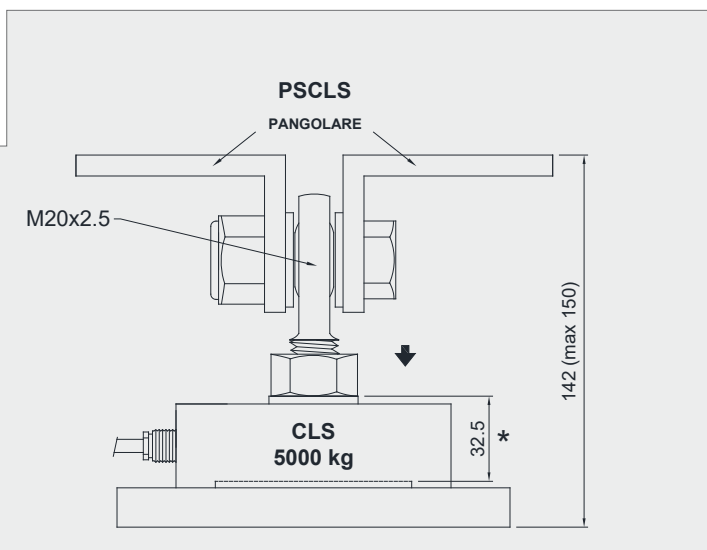 PSCLS
PANGOLARE
M20x2.5
142 (max 150)
32.5 *
CLS
5000 kg